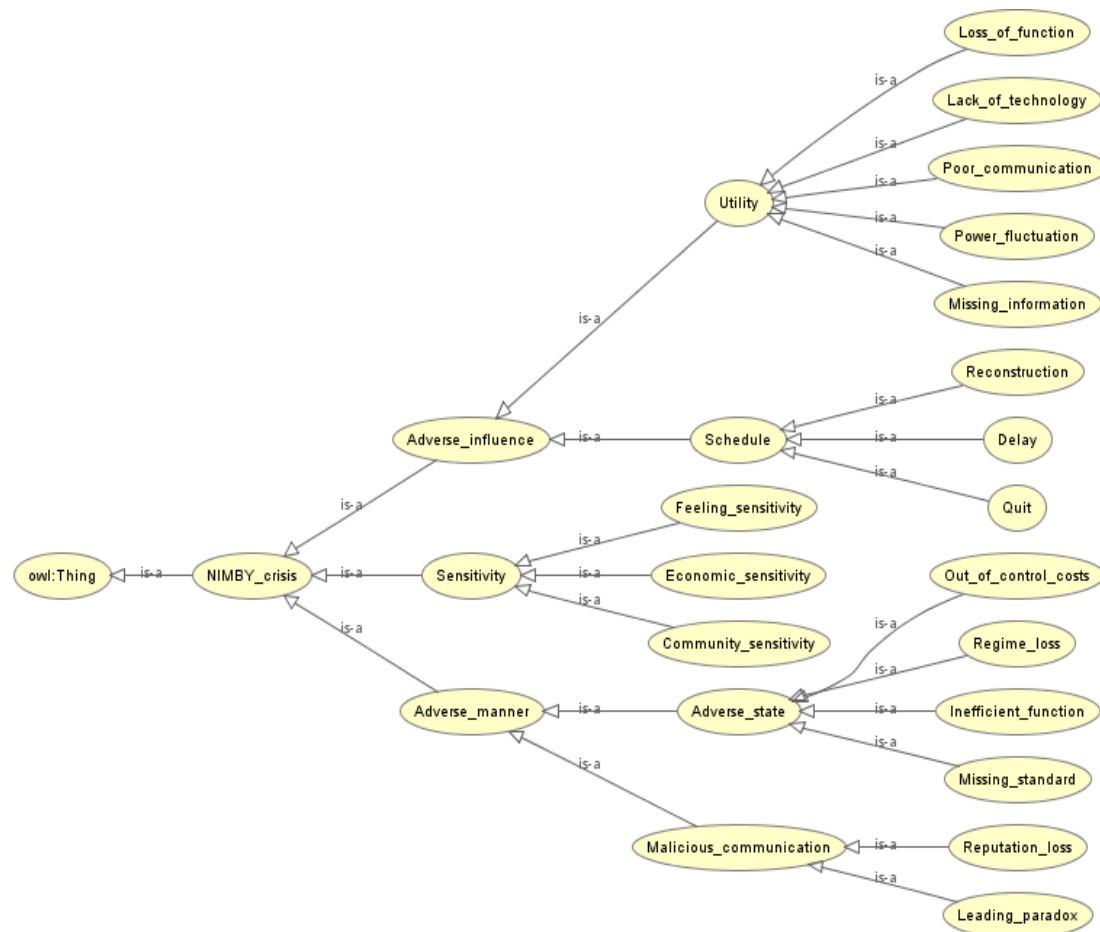 Loss_of_function
is-a
Lack_of_technology
is-a
Poor_communication
is-a
Utility
Power_fluctuation
is-a
Missing_information
is-a
Reconstruction
is-a
Adverse_influence
is-a
Schedule
is-a
Delay
is-a
Quit
is-a
Feeling_sensitivity
is-a
owl:Thing
is-a
NIMBY_crisis
is-a
Sensitivity
is-a
Economic_sensitivity
is-a
Community_sensitivity
Out_of_control_costs
is-a
Regime_loss
is-a
is-a
Adverse_manner
is-a
Adverse_state
is-a
Inefficient_function
is-a
Missing_standard
is-a
Malicious_communication
is-a
Reputation_loss
is-a
Leading_paradox